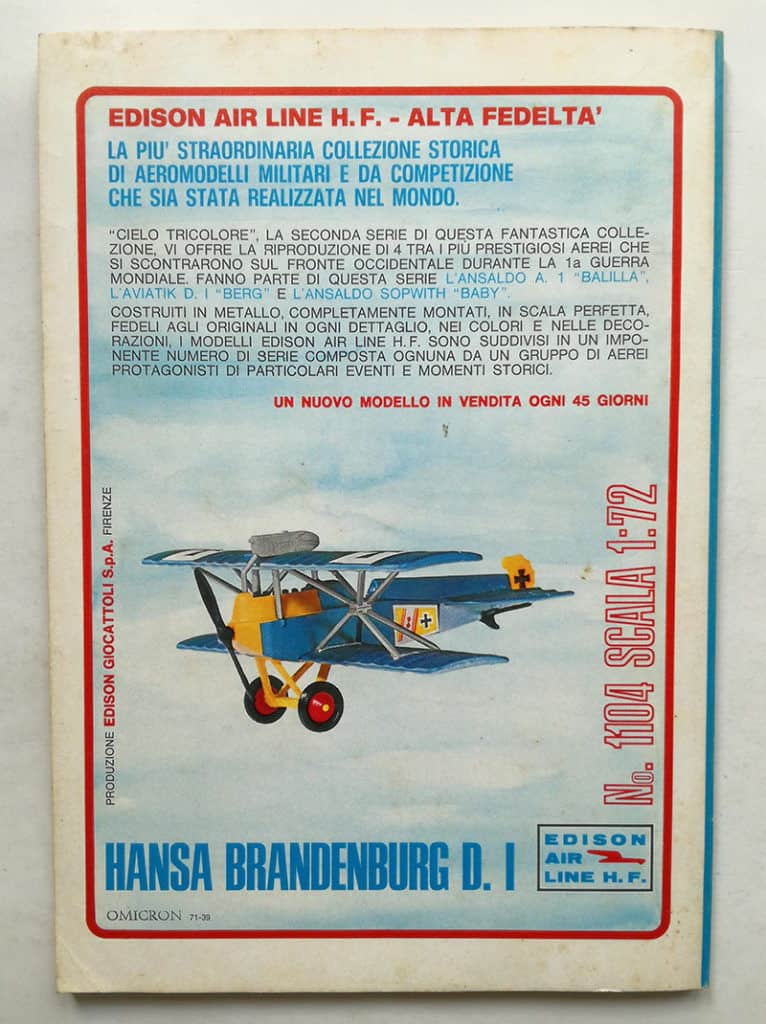 EDISON AIR LINE H.F. - ALTA FEDELTA'
LA PIU' STRAORDINARIA COLLEZIONE STORICA
DI AEROMODELLI MILITARI E DA COMPETIZIONE
CHE SIA STATA REALIZZATA NEL MONDO.
"CIELO TRICOLORE", LA SECONDA SERIE DI QUESTA FANTASTICA COLLE-
ZIONE, VI OFFRE LA RIPRODUZIONE DI 4 TRA I PIÙ PRESTIGIOSI AEREI CHE
SI SCONTRARONO SUL FRONTE OCCIDENTALE DURANTE LA 1a GUERRA
MONDIALE. FANNO PARTE DI QUESTA SERIE L'ANSALDO A. 1 "BALILLA",
L'AVIATIK D. I "BERG" E L'ANSALDO SOPWITH "BABY".
COSTRUITI IN METALLO, COMPLETAMENTE MONTATI, IN SCALA PERFETTA,
FEDELI AGLI ORIGINALI IN OGNI DETTAGLIO, NEI COLORI E NELLE DECO-
RAZIONI, I MODELLI EDISON AIR LINE H.F. SONO SUDDIVISI IN UN IMPO-
NENTE NUMERO DI SERIE COMPOSTA OGNUNA DA UN GRUPPO DI AEREI
PROTAGONISTI DI PARTICOLARI EVENTI E MOMENTI STORICI.
UN NUOVO MODELLO IN VENDITA OGNI 45 GIORNI
PRODUZIONE EDISON GIOCATTOLI S.p.A. FIRENZE
No. 1104 SCALA 1:72
HANSA BRANDENBURG D. I
EDISON
AIR
LINE H.F.
OMICRON 71-39